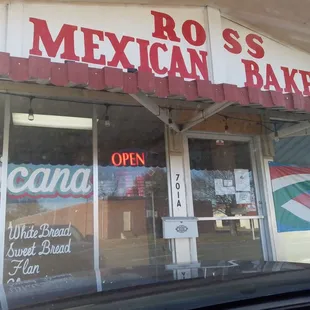 ROSS
MEXICAN BAKE
OPEN
cana
701A
White Bread
Sweet Bread
Flan